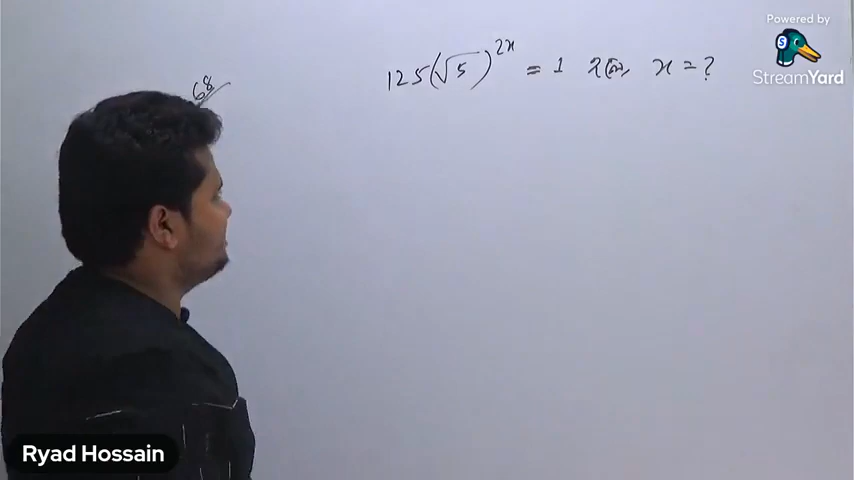 Powered by
StreamYard
68
125(√5)^{2x} = 1 হলে, x = ?
Ryad Hossain